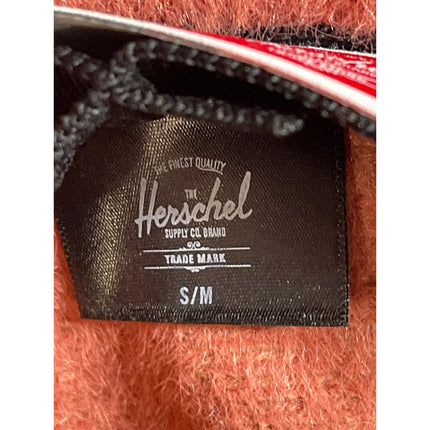 THE FINEST QUALITY
THE
Herschel
SUPPLY CO. BRAND
TRADE MARK
S/M